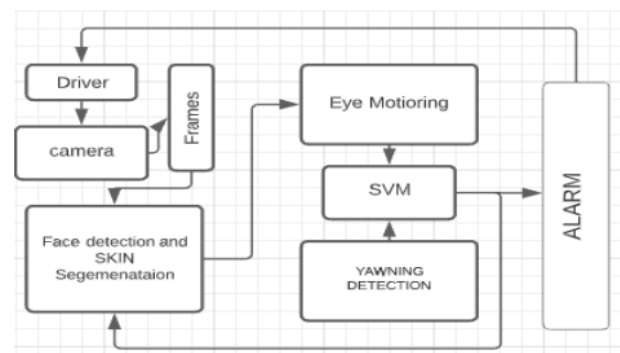 Driver
camera
Frames
Face detection and
SKIN
Segemenataion
Eye Motioring
SVM
YAWNING
DETECTION
ALARM